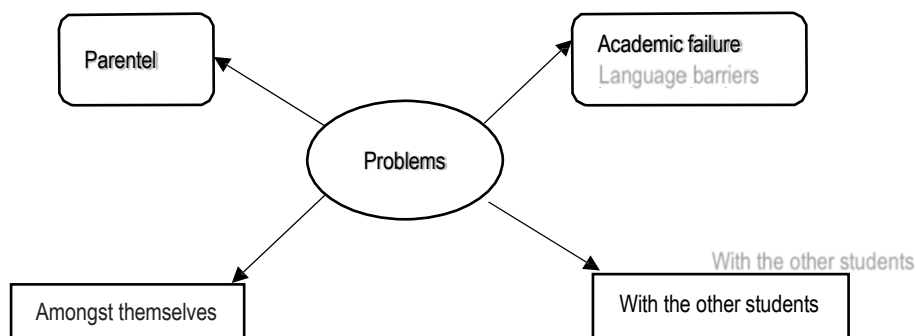 Parentel
Academic failure
Language barriers
Problems
With the other students
Amongst themselves
With the other students